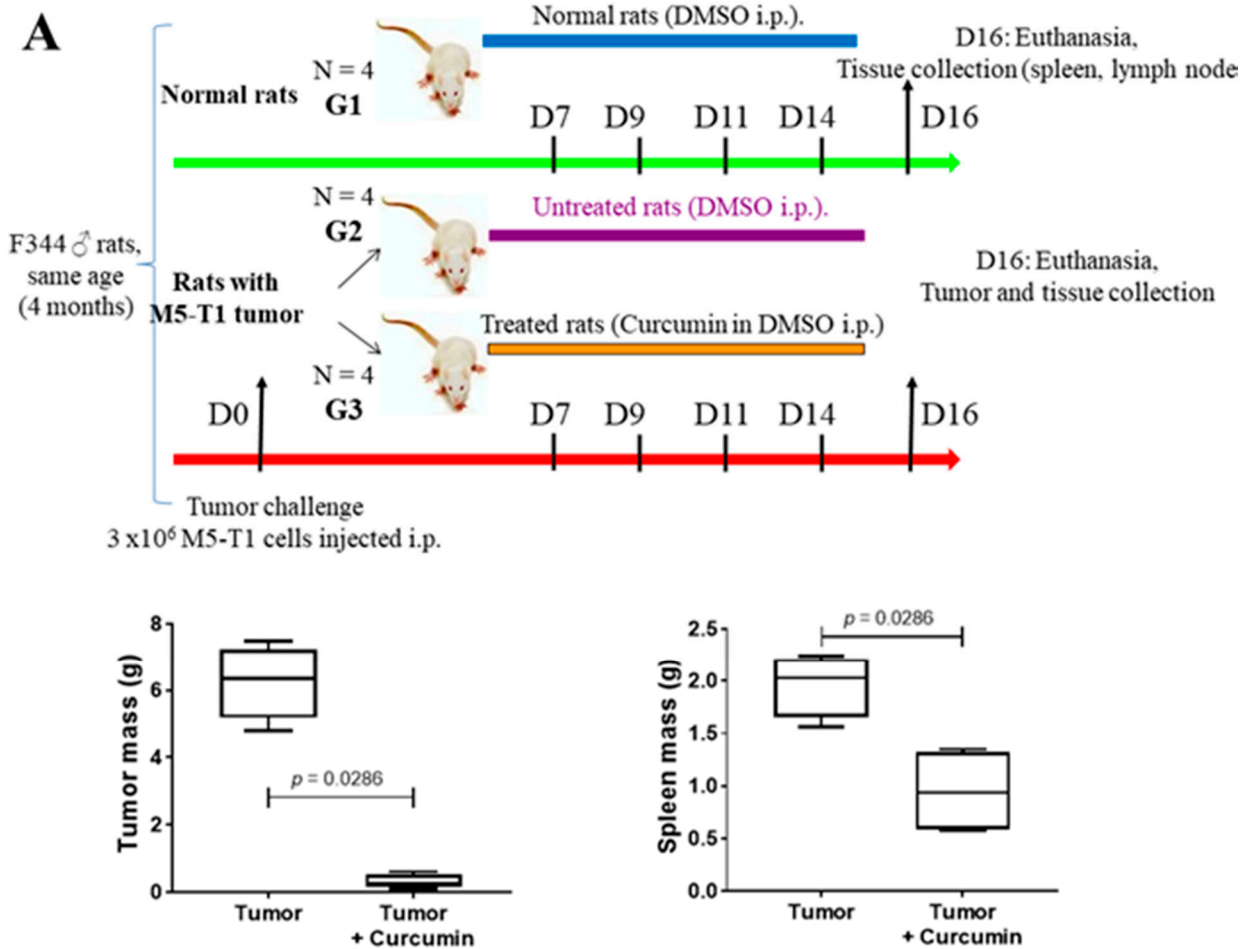 A
Normal rats (DMSO i.p.).
D16: Euthanasia,
Tissue collection (spleen, lymph node
N = 4
G1
Normal rats
D7 D9 D11 D14 D16
N = 4
G2
Untreated rats (DMSO i.p.).
F344 ♂ rats,
same age
(4 months)
Rats with
M5-T1 tumor
D16: Euthanasia,
Tumor and tissue collection
Treated rats (Curcumin in DMSO i.p.)
N = 4
G3
D0 D7 D9 D11 D14 D16
Tumor challenge
3 x10⁶ M5-T1 cells injected i.p.
Tumor mass (g)
8
6
4
2
0
p = 0.0286
Tumor
Tumor
+ Curcumin
Spleen mass (g)
2.5
2.0
1.5
1.0
0.5
0.0
p = 0.0286
Tumor
Tumor
+ Curcumin